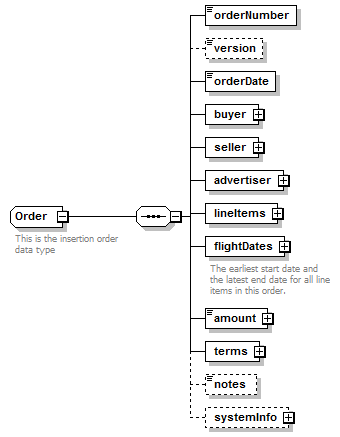 orderNumber
version
orderDate
buyer
seller
advertiser
Order
lineItems
This is the insertion order
data type
flightDates
The earliest start date and
the latest end date for all line
items in this order.
amount
terms
notes
systemInfo